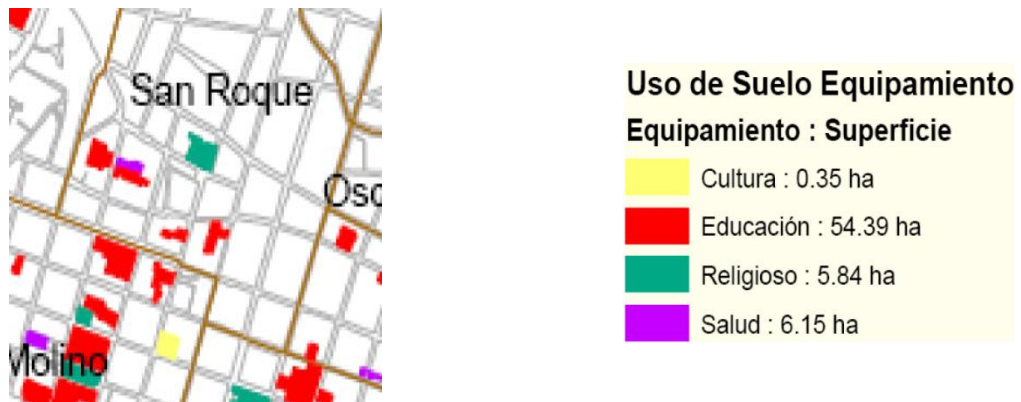 San Roque
Osc
Molino
Uso de Suelo Equipamiento
Equipamiento : Superficie
Cultura : 0.35 ha
Educación : 54.39 ha
Religioso : 5.84 ha
Salud : 6.15 ha